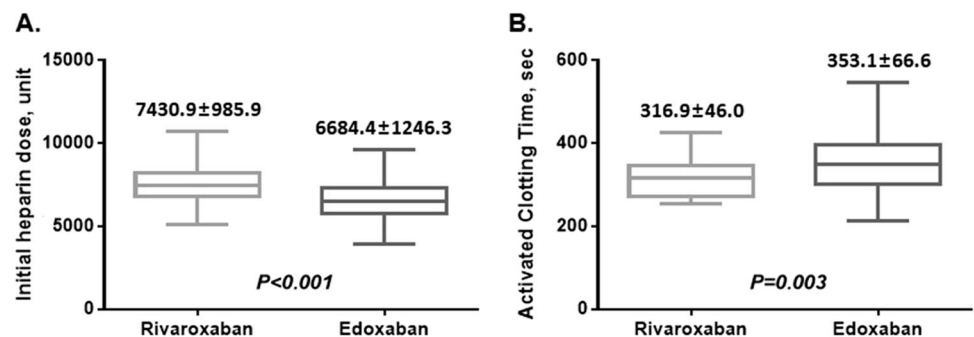 A.
Initial heparin dose, unit
15000
10000
5000
0
7430.9±985.9
6684.4±1246.3
P<0.001
Rivaroxaban
Edoxaban
B.
Activated Clotting Time, sec
600
400
200
0
316.9±46.0
353.1±66.6
P=0.003
Rivaroxaban
Edoxaban